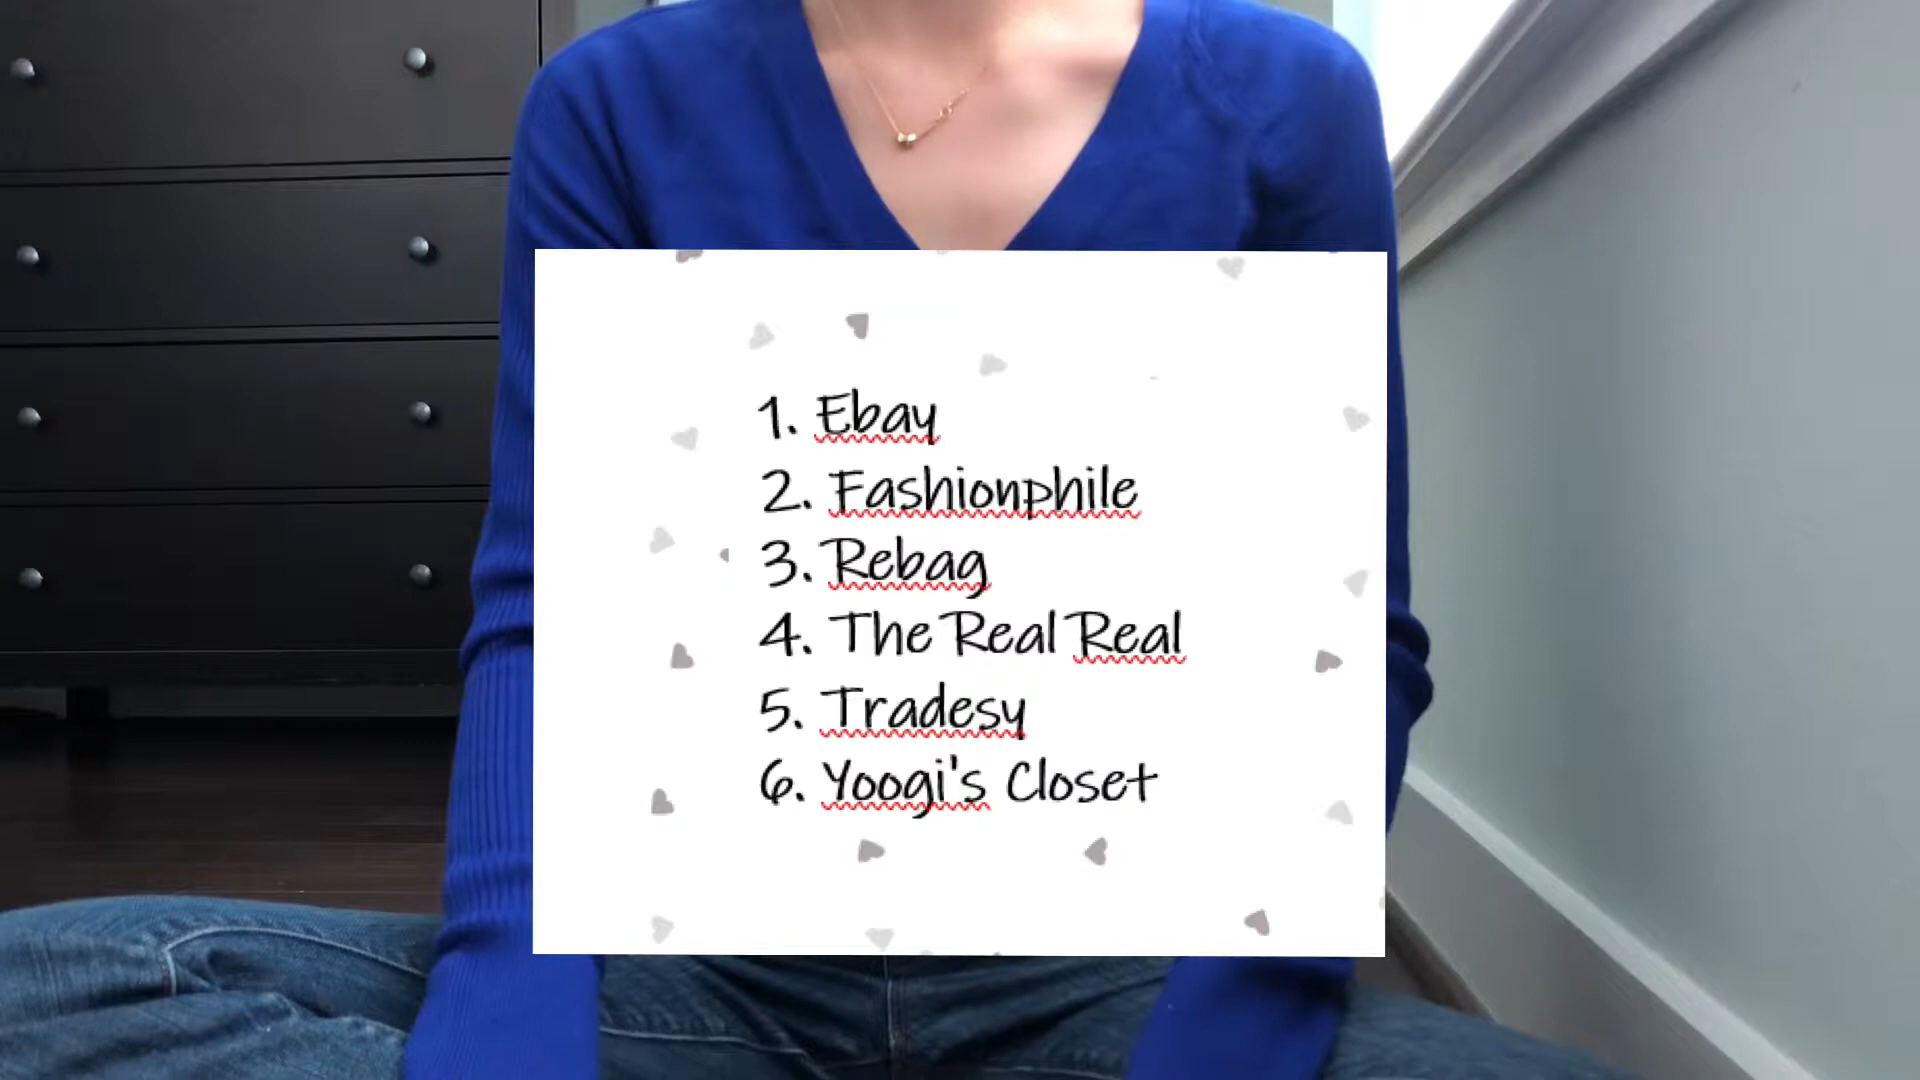 1. Ebay
2. Fashionphile
3. Rebag
4. The Real Real
5. Tradesy
6. Yoogi's Closet